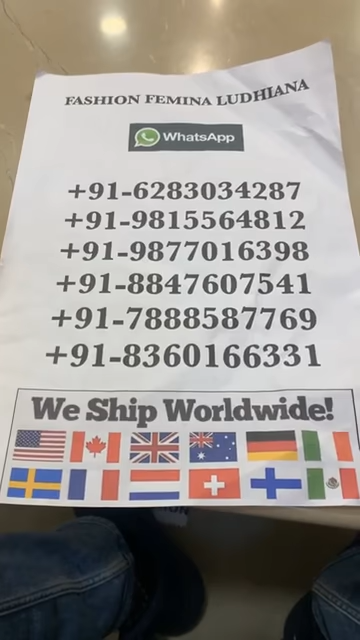 FASHION FEMINA LUDHIANA
WhatsApp
+91-6283034287
+91-9815564812
+91-9877016398
+91-8847607541
+91-7888587769
+91-8360166331
We Ship Worldwide!